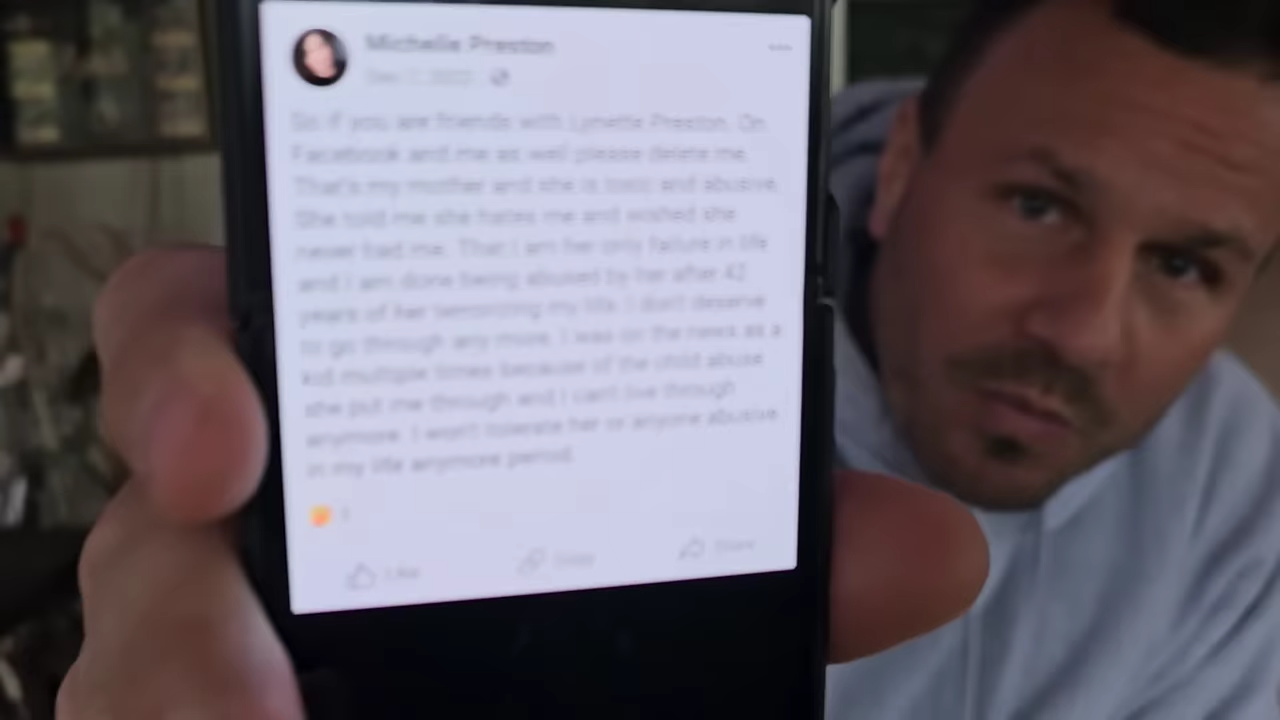 Michelle Preston
Dec 7, 2022
So if you are friends with Lynette Preston. On
Facebook and me as well please delete me.
That's my mother and she is toxic and abusive.
She told me she hates me and wished she
never had me. That I am her only failure in life
and I am done being abused by her after 42
years of her terrorizing my life. I don't deserve
to go through any more. I was on the news as a
kid multiple times because of the child abuse
she put me through and I can't live through
anymore. I won't tolerate her or anyone abusive
in my life anymore period.
Like
Copy
Share